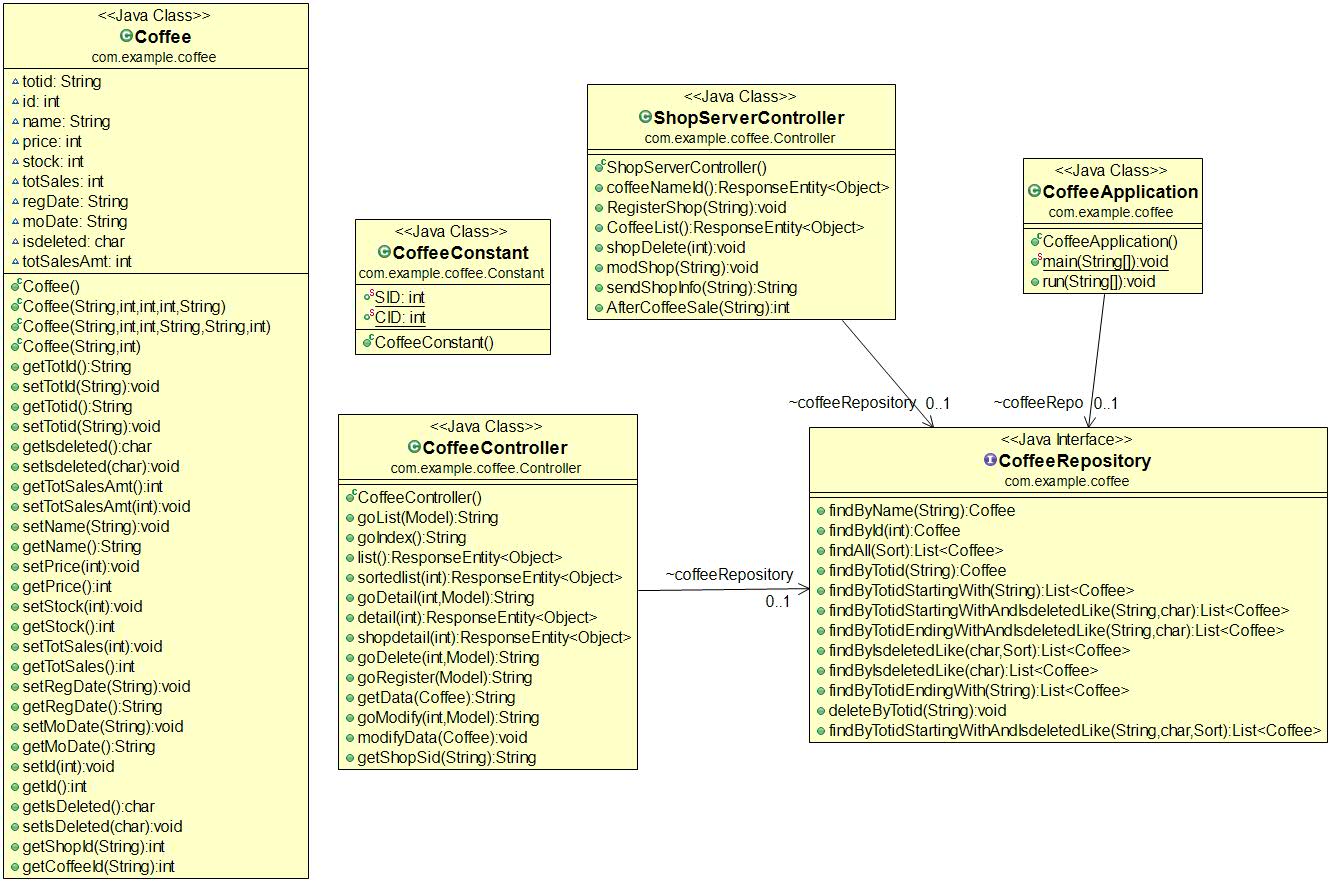 <<Java Class>>
Coffee
com.example.coffee
totid: String
id: int
name: String
price: int
stock: int
totSales: int
regDate: String
moDate: String
isdeleted: char
totSalesAmt: int
Coffee()
Coffee(String,int,int,int,String)
Coffee(String,int,int,String,String,int)
Coffee(String,int)
getTotId():String
setTotId(String):void
getTotid():String
setTotid(String):void
getIsdeleted():char
setIsdeleted(char):void
getTotSalesAmt():int
setTotSalesAmt(int):void
setName(String):void
getName():String
setPrice(int):void
getPrice():int
setStock(int):void
getStock():int
setTotSales(int):void
getTotSales():int
setRegDate(String):void
getRegDate():String
setMoDate(String):void
getMoDate():String
setId(int):void
getId():int
getIsDeleted():char
setIsDeleted(char):void
getShopId(String):int
getCoffeeId(String):int
<<Java Class>>
CoffeeConstant
com.example.coffee.Constant
SID: int
CID: int
CoffeeConstant()
<<Java Class>>
CoffeeController
com.example.coffee.Controller
CoffeeController()
goList(Model):String
goIndex():String
list():ResponseEntity<Object>
sortedlist(int):ResponseEntity<Object>
goDetail(int,Model):String
detail(int):ResponseEntity<Object>
shopdetail(int):ResponseEntity<Object>
goDelete(int,Model):String
goRegister(Model):String
getData(Coffee):String
goModify(int,Model):String
modifyData(Coffee):void
getShopSid(String):String
<<Java Class>>
ShopServerController
com.example.coffee.Controller
ShopServerController()
coffeeNameId():ResponseEntity<Object>
RegisterShop(String):void
CoffeeList():ResponseEntity<Object>
shopDelete(int):void
modShop(String):void
sendShopInfo(String):String
AfterCoffeeSale(String):int
<<Java Class>>
CoffeeApplication
com.example.coffee
CoffeeApplication()
main(String[]):void
run(String[]):void
~coffeeRepository 0..1
~coffeeRepo 0..1
~coffeeRepository
0..1
<<Java Interface>>
CoffeeRepository
com.example.coffee
findByName(String):Coffee
findById(int):Coffee
findAll(Sort):List<Coffee>
findByTotid(String):Coffee
findByTotidStartingWith(String):List<Coffee>
findByTotidStartingWithAndIsdeletedLike(String,char):List<Coffee>
findByTotidEndingWithAndIsdeletedLike(String,char):List<Coffee>
findByIsdeletedLike(char,Sort):List<Coffee>
findByIsdeletedLike(char):List<Coffee>
findByTotidEndingWith(String):List<Coffee>
deleteByTotid(String):void
findByTotidStartingWithAndIsdeletedLike(String,char,Sort):List<Coffee>